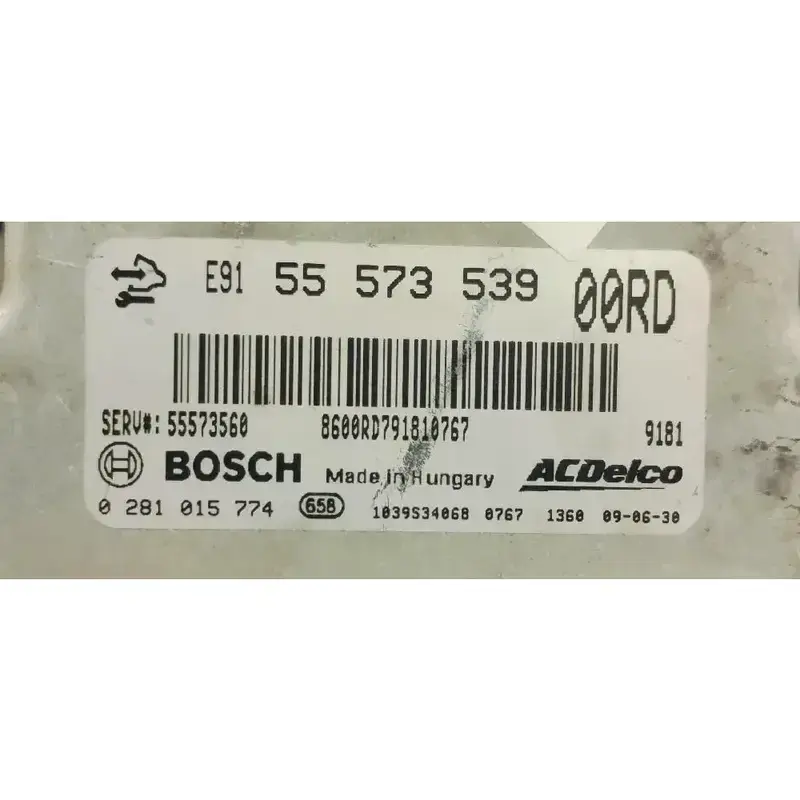 E91 55 573 539 00RD
SERV#: 55573560 8600RD791810767 9181
BOSCH Made in Hungary ACDelco
0 281 015 774 658 1039S34068 0767 1360 09-06-30